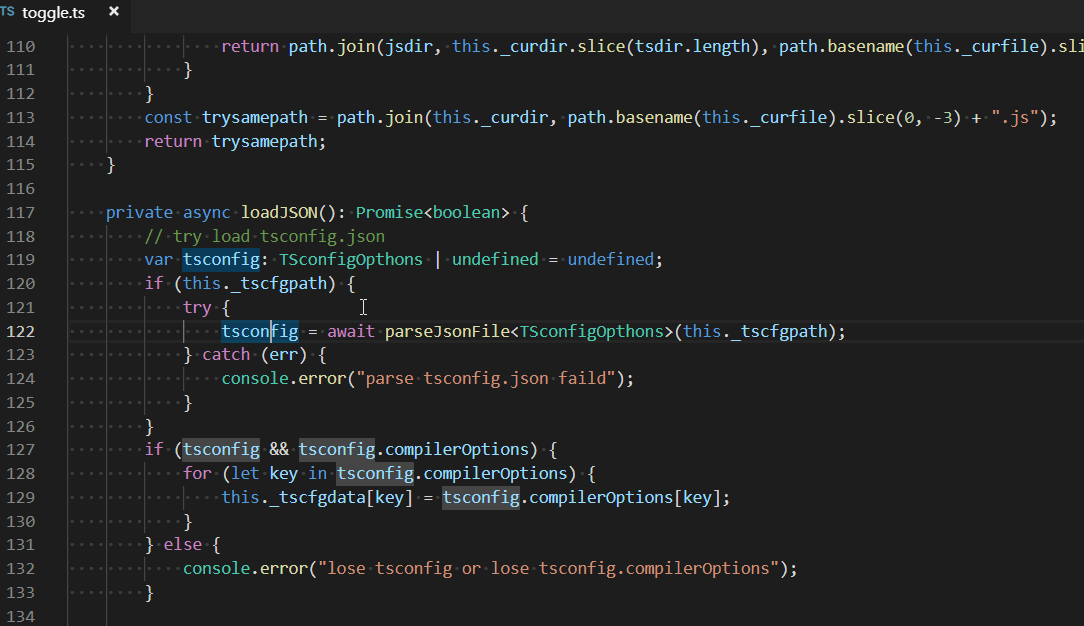 TS toggle.ts ×
110 return path.join(jsdir, this._curdir.slice(tsdir.length), path.basename(this._curfile).sli
111 }
112 }
113 const trysamepath = path.join(this._curdir, path.basename(this._curfile).slice(0, -3) + ".js");
114 return trysamepath;
115 }
116
117 private async loadJSON(): Promise<boolean> {
118 // try load tsconfig.json
119 var tsconfig: TSconfigOpthons | undefined = undefined;
120 if (this._tscfgpath) {
121 try {
122 tsconfig = await parseJsonFile<TSconfigOpthons>(this._tscfgpath);
123 } catch (err) {
124 console.error("parse tsconfig.json faild");
125 }
126 }
127 if (tsconfig && tsconfig.compilerOptions) {
128 for (let key in tsconfig.compilerOptions) {
129 this._tscfgdata[key] = tsconfig.compilerOptions[key];
130 }
131 } else {
132 console.error("lose tsconfig or lose tsconfig.compilerOptions");
133 }
134